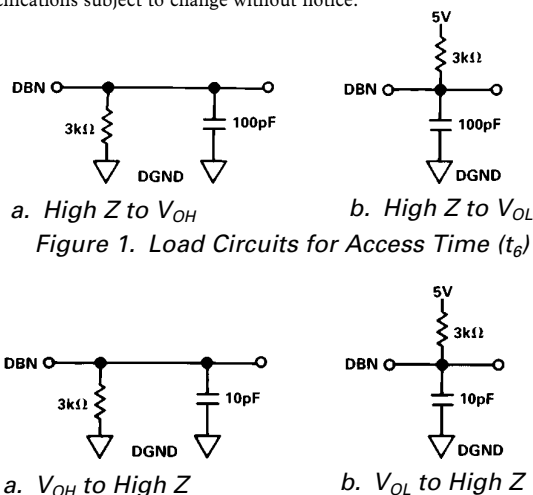 cifications subject to change without notice.
5V
3kΩ
DBN
DBN
3kΩ
100pF
100pF
DGND
DGND
a. High Z to VOH
b. High Z to VOL
Figure 1. Load Circuits for Access Time (t6)
5V
3kΩ
DBN
DBN
3kΩ
10pF
10pF
DGND
DGND
a. VOH to High Z
b. VOL to High Z